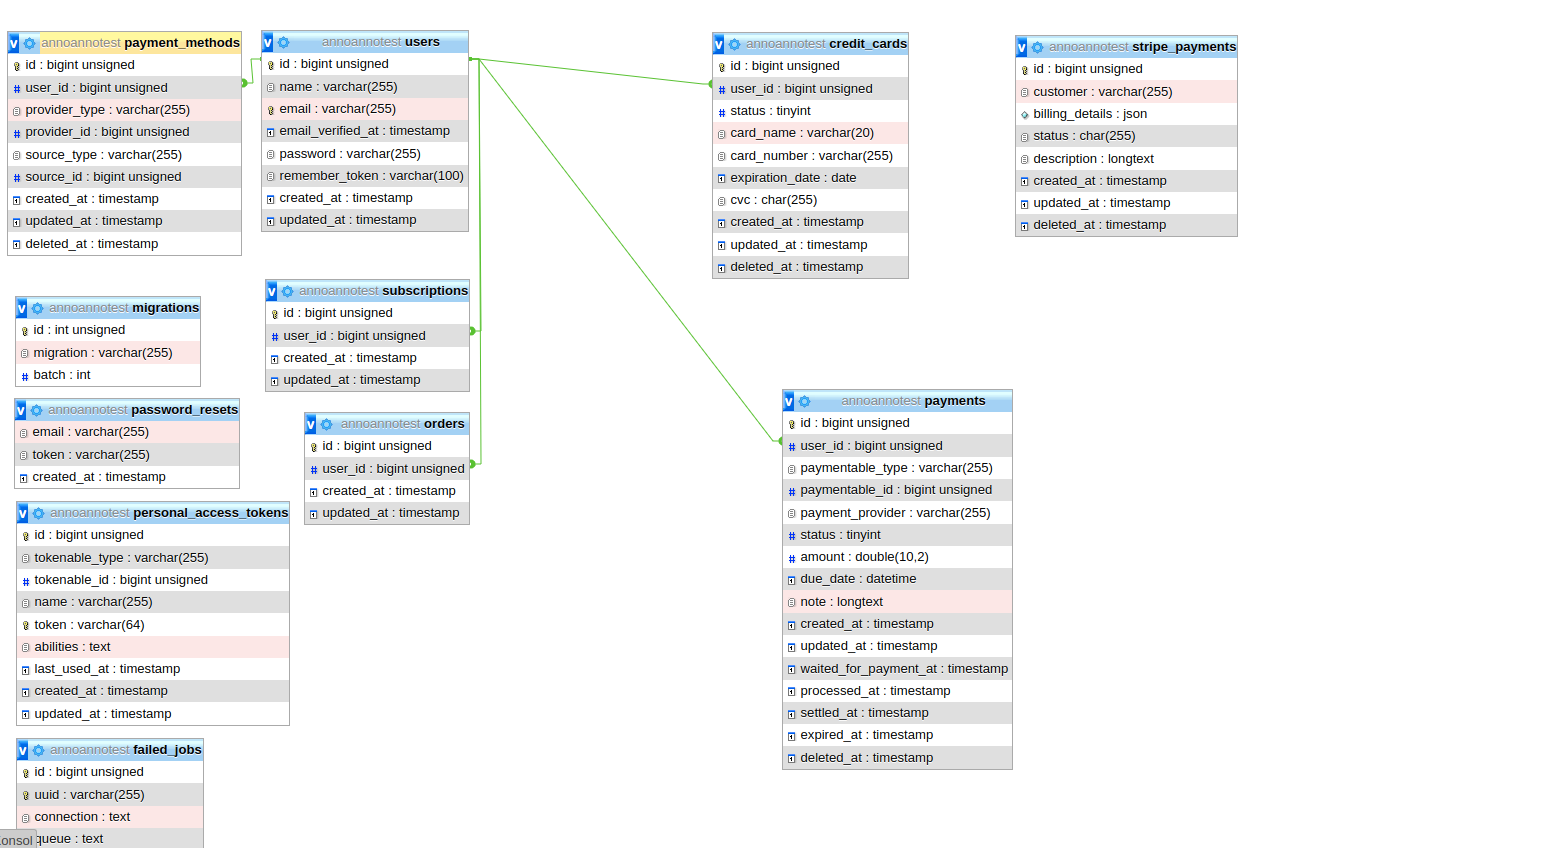 annoannotest payment_methods
id : bigint unsigned
user_id : bigint unsigned
provider_type : varchar(255)
provider_id : bigint unsigned
source_type : varchar(255)
source_id : bigint unsigned
created_at : timestamp
updated_at : timestamp
deleted_at : timestamp
annoannotest users
id : bigint unsigned
name : varchar(255)
email : varchar(255)
email_verified_at : timestamp
password : varchar(255)
remember_token : varchar(100)
created_at : timestamp
updated_at : timestamp
annoannotest credit_cards
id : bigint unsigned
user_id : bigint unsigned
status : tinyint
card_name : varchar(20)
card_number : varchar(255)
expiration_date : date
cvc : char(255)
created_at : timestamp
updated_at : timestamp
deleted_at : timestamp
annoannotest stripe_payments
id : bigint unsigned
customer : varchar(255)
billing_details : json
status : char(255)
description : longtext
created_at : timestamp
updated_at : timestamp
deleted_at : timestamp
annoannotest migrations
id : int unsigned
migration : varchar(255)
batch : int
annoannotest subscriptions
id : bigint unsigned
user_id : bigint unsigned
created_at : timestamp
updated_at : timestamp
annoannotest password_resets
email : varchar(255)
token : varchar(255)
created_at : timestamp
annoannotest orders
id : bigint unsigned
user_id : bigint unsigned
created_at : timestamp
updated_at : timestamp
annoannotest payments
id : bigint unsigned
user_id : bigint unsigned
paymentable_type : varchar(255)
paymentable_id : bigint unsigned
payment_provider : varchar(255)
status : tinyint
amount : double(10,2)
due_date : datetime
note : longtext
created_at : timestamp
updated_at : timestamp
waited_for_payment_at : timestamp
processed_at : timestamp
settled_at : timestamp
expired_at : timestamp
deleted_at : timestamp
annoannotest personal_access_tokens
id : bigint unsigned
tokenable_type : varchar(255)
tokenable_id : bigint unsigned
name : varchar(255)
token : varchar(64)
abilities : text
last_used_at : timestamp
created_at : timestamp
updated_at : timestamp
annoannotest failed_jobs
id : bigint unsigned
uuid : varchar(255)
connection : text
queue : text
onsol